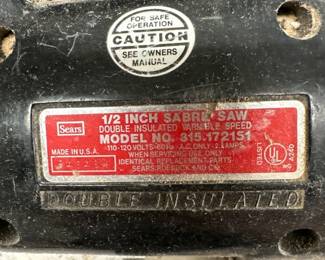 FOR SAFE
OPERATION
CAUTION
SEE OWNERS
MANUAL
Sears
1/2 INCH SABRE SAW
DOUBLE INSULATED VARIABLE SPEED
MODEL NO. 315.172151
110-120 VOLTS-60Hz-A.C. ONLY-2.
MADE IN U.S.A.
WHEN SERVICING USE ONLY
IDENTICAL REPLACEMENT PARTS
SEARS, ROEBUCK AND CO.
UL
LISTED
DOUBLE INSULATED